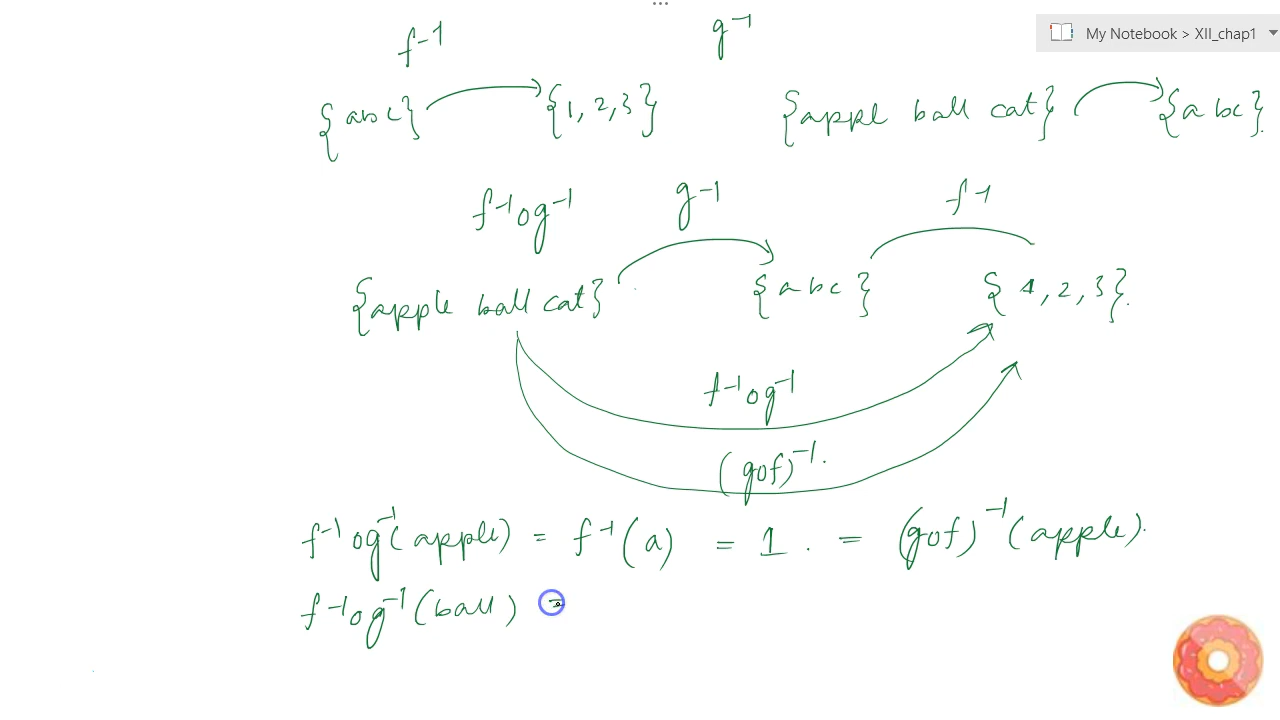 My Notebook > XII_chap1
f⁻¹ g⁻¹
{a b c} {1, 2, 3} {appl ball cat} {a b c}.
f⁻¹og⁻¹ g⁻¹ f⁻¹
{apple ball cat} {a b c} {1, 2, 3}.
f⁻¹og⁻¹
(gof)⁻¹.
f⁻¹og⁻¹(apple) = f⁻¹(a) = 1. = (gof)⁻¹(apple).
f⁻¹og⁻¹(ball) =